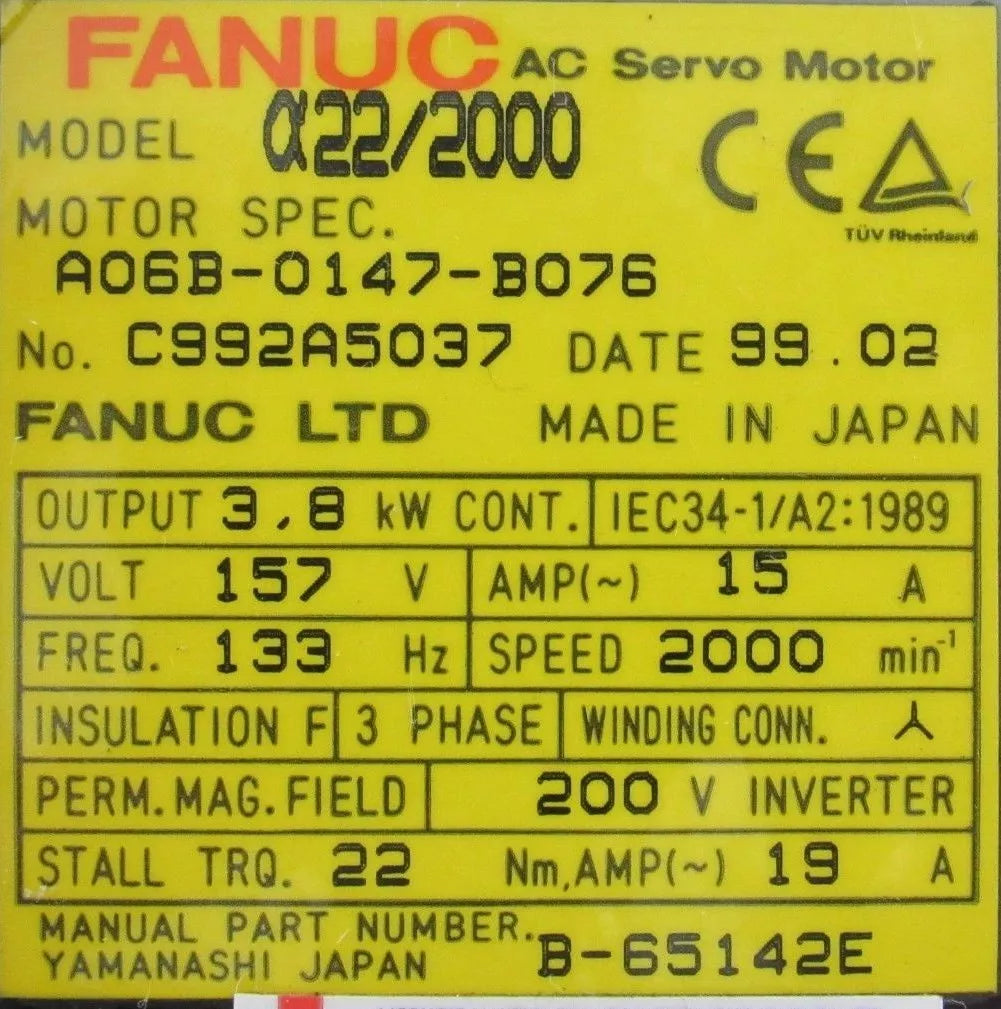 FANUC AC Servo Motor
MODEL α22/2000
CE
TÜV Rheinland
MOTOR SPEC.
A06B-0147-B076
No. C992A5037 DATE 99.02
FANUC LTD MADE IN JAPAN
OUTPUT 3.8 kW CONT. IEC34-1/A2:1989
VOLT 157 V AMP(~) 15 A
FREQ. 133 Hz SPEED 2000 min⁻¹
INSULATION F 3 PHASE WINDING CONN.
PERM.MAG.FIELD 200 V INVERTER
STALL TRQ. 22 Nm,AMP(~) 19 A
MANUAL PART NUMBER. B-65142E
YAMANASHI JAPAN